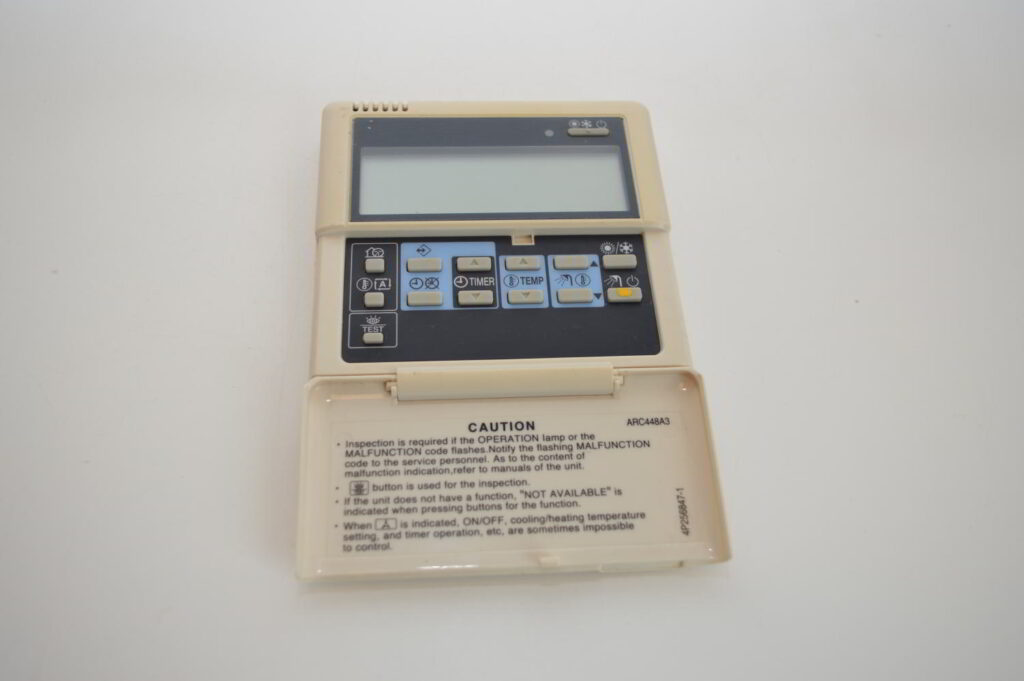 A
TIMER
TEMP
TEST
CAUTION
ARC448A3
• Inspection is required if the OPERATION lamp or the
MALFUNCTION code flashes.Notify the flashing MALFUNCTION
code to the service personnel. As to the content of
malfunction indication,refer to manuals of the unit.
• button is used for the inspection.
• If the unit does not have a function, "NOT AVAILABLE" is
indicated when pressing buttons for the function.
• When is indicated, ON/OFF, cooling/heating temperature
setting, and timer operation, etc, are sometimes impossible
to control.
4P256847-1